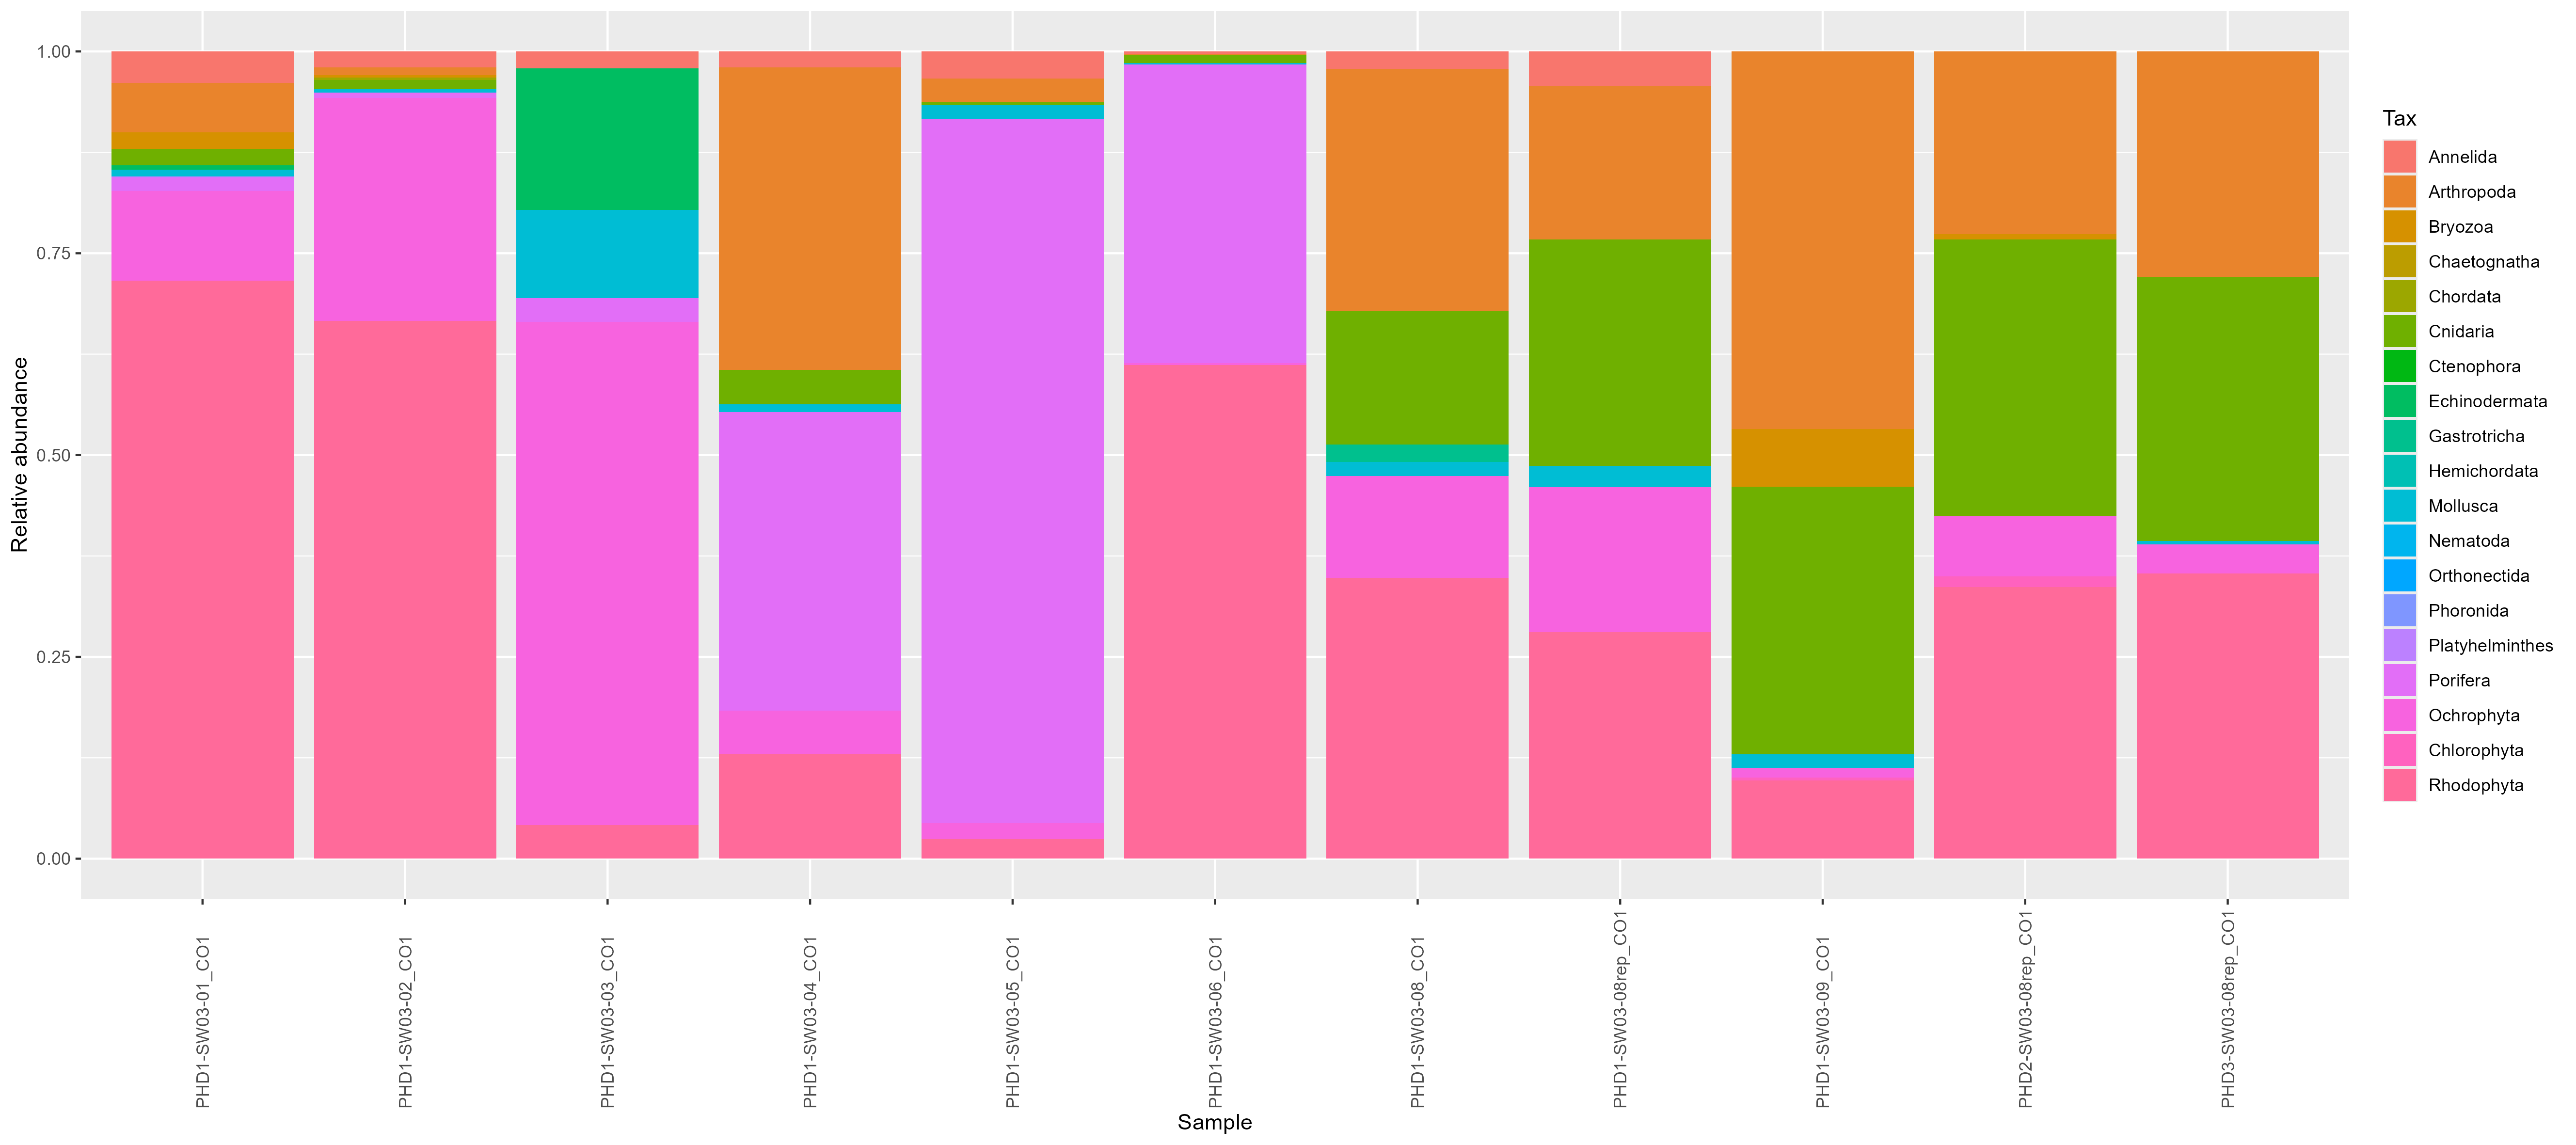 1.00
0.75
0.50
0.25
0.00
Relative abundance
PHD1-SW03-01_CO1
PHD1-SW03-02_CO1
PHD1-SW03-03_CO1
PHD1-SW03-04_CO1
PHD1-SW03-05_CO1
PHD1-SW03-06_CO1
PHD1-SW03-08_CO1
PHD1-SW03-08rep_CO1
PHD1-SW03-09_CO1
PHD2-SW03-08rep_CO1
PHD3-SW03-08rep_CO1
Sample
Tax
Annelida
Arthropoda
Bryozoa
Chaetognatha
Chordata
Cnidaria
Ctenophora
Echinodermata
Gastrotricha
Hemichordata
Mollusca
Nematoda
Orthonectida
Phoronida
Platyhelminthes
Porifera
Ochrophyta
Chlorophyta
Rhodophyta